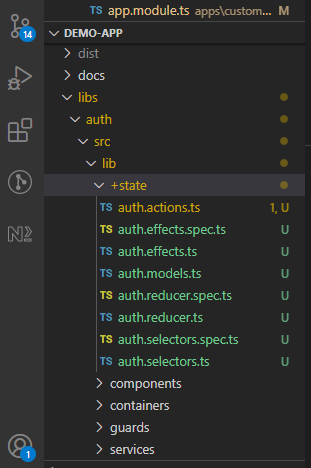 TS app.module.ts apps\custom... M
14
DEMO-APP
dist
docs
libs
auth
src
lib
+state
TS auth.actions.ts 1, U
TS auth.effects.spec.ts U
TS auth.effects.ts U
TS auth.models.ts U
TS auth.reducer.spec.ts U
TS auth.reducer.ts U
TS auth.selectors.spec.ts U
TS auth.selectors.ts U
components
containers
guards
services
1